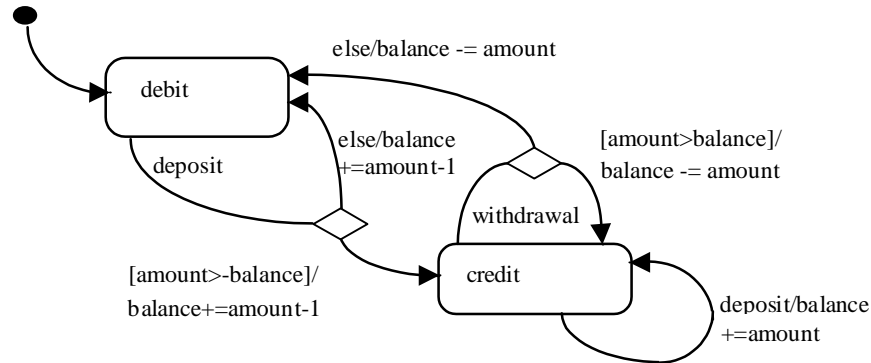 else/balance -= amount
debit
else/balance
+=amount-1
[amount>balance]/
balance -= amount
deposit
withdrawal
[amount>-balance]/
balance+=amount-1
credit
deposit/balance
+=amount